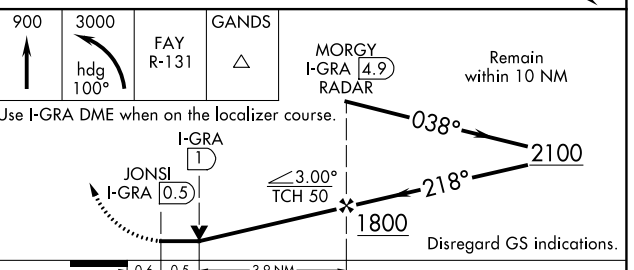 900
3000
hdg
100°
FAY
R-131
GANDS
MORGY
I-GRA 4.9
RADAR
Remain
within 10 NM
Use I-GRA DME when on the localizer course.
038°
2100
I-GRA
1
JONSI
I-GRA 0.5
3.00°
TCH 50
218°
1800
Disregard GS indications.
0.6
0.5
3.9 NM